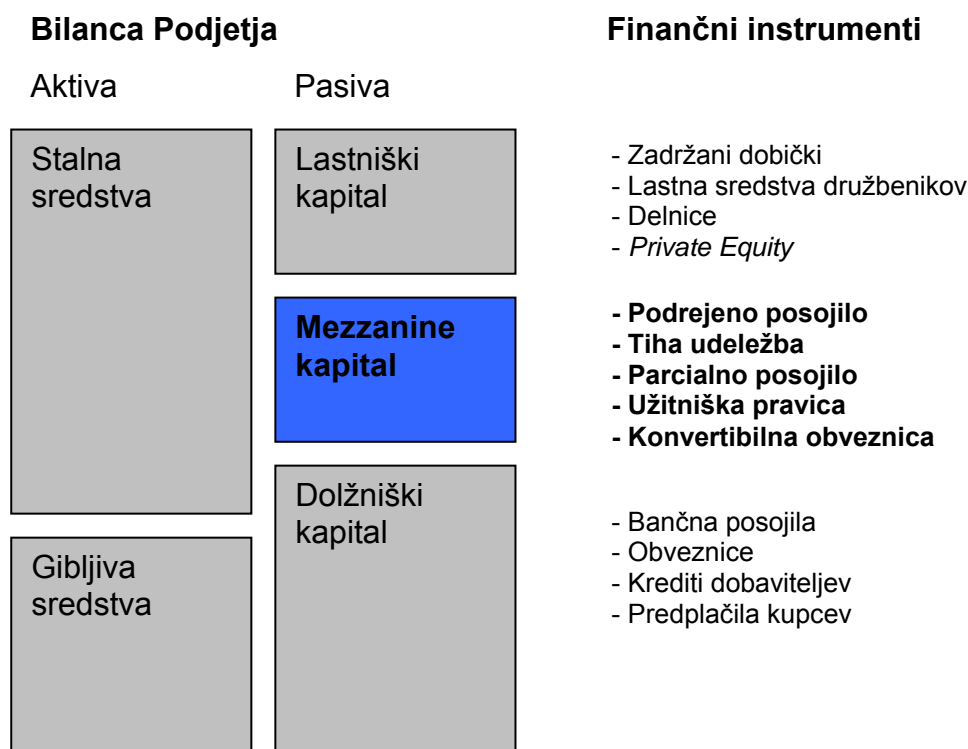 Bilanca Podjetja
Finančni instrumenti
Aktiva
Pasiva
Stalna
sredstva
Lastniški
kapital
- Zadržani dobički
- Lastna sredstva družbenikov
- Delnice
- Private Equity
Mezzanine
kapital
- Podrejeno posojilo
- Tiha udeležba
- Parcialno posojilo
- Užitniška pravica
- Konvertibilna obveznica
Dolžniški
kapital
- Bančna posojila
- Obveznice
- Krediti dobaviteljev
- Predplačila kupcev
Gibljiva
sredstva